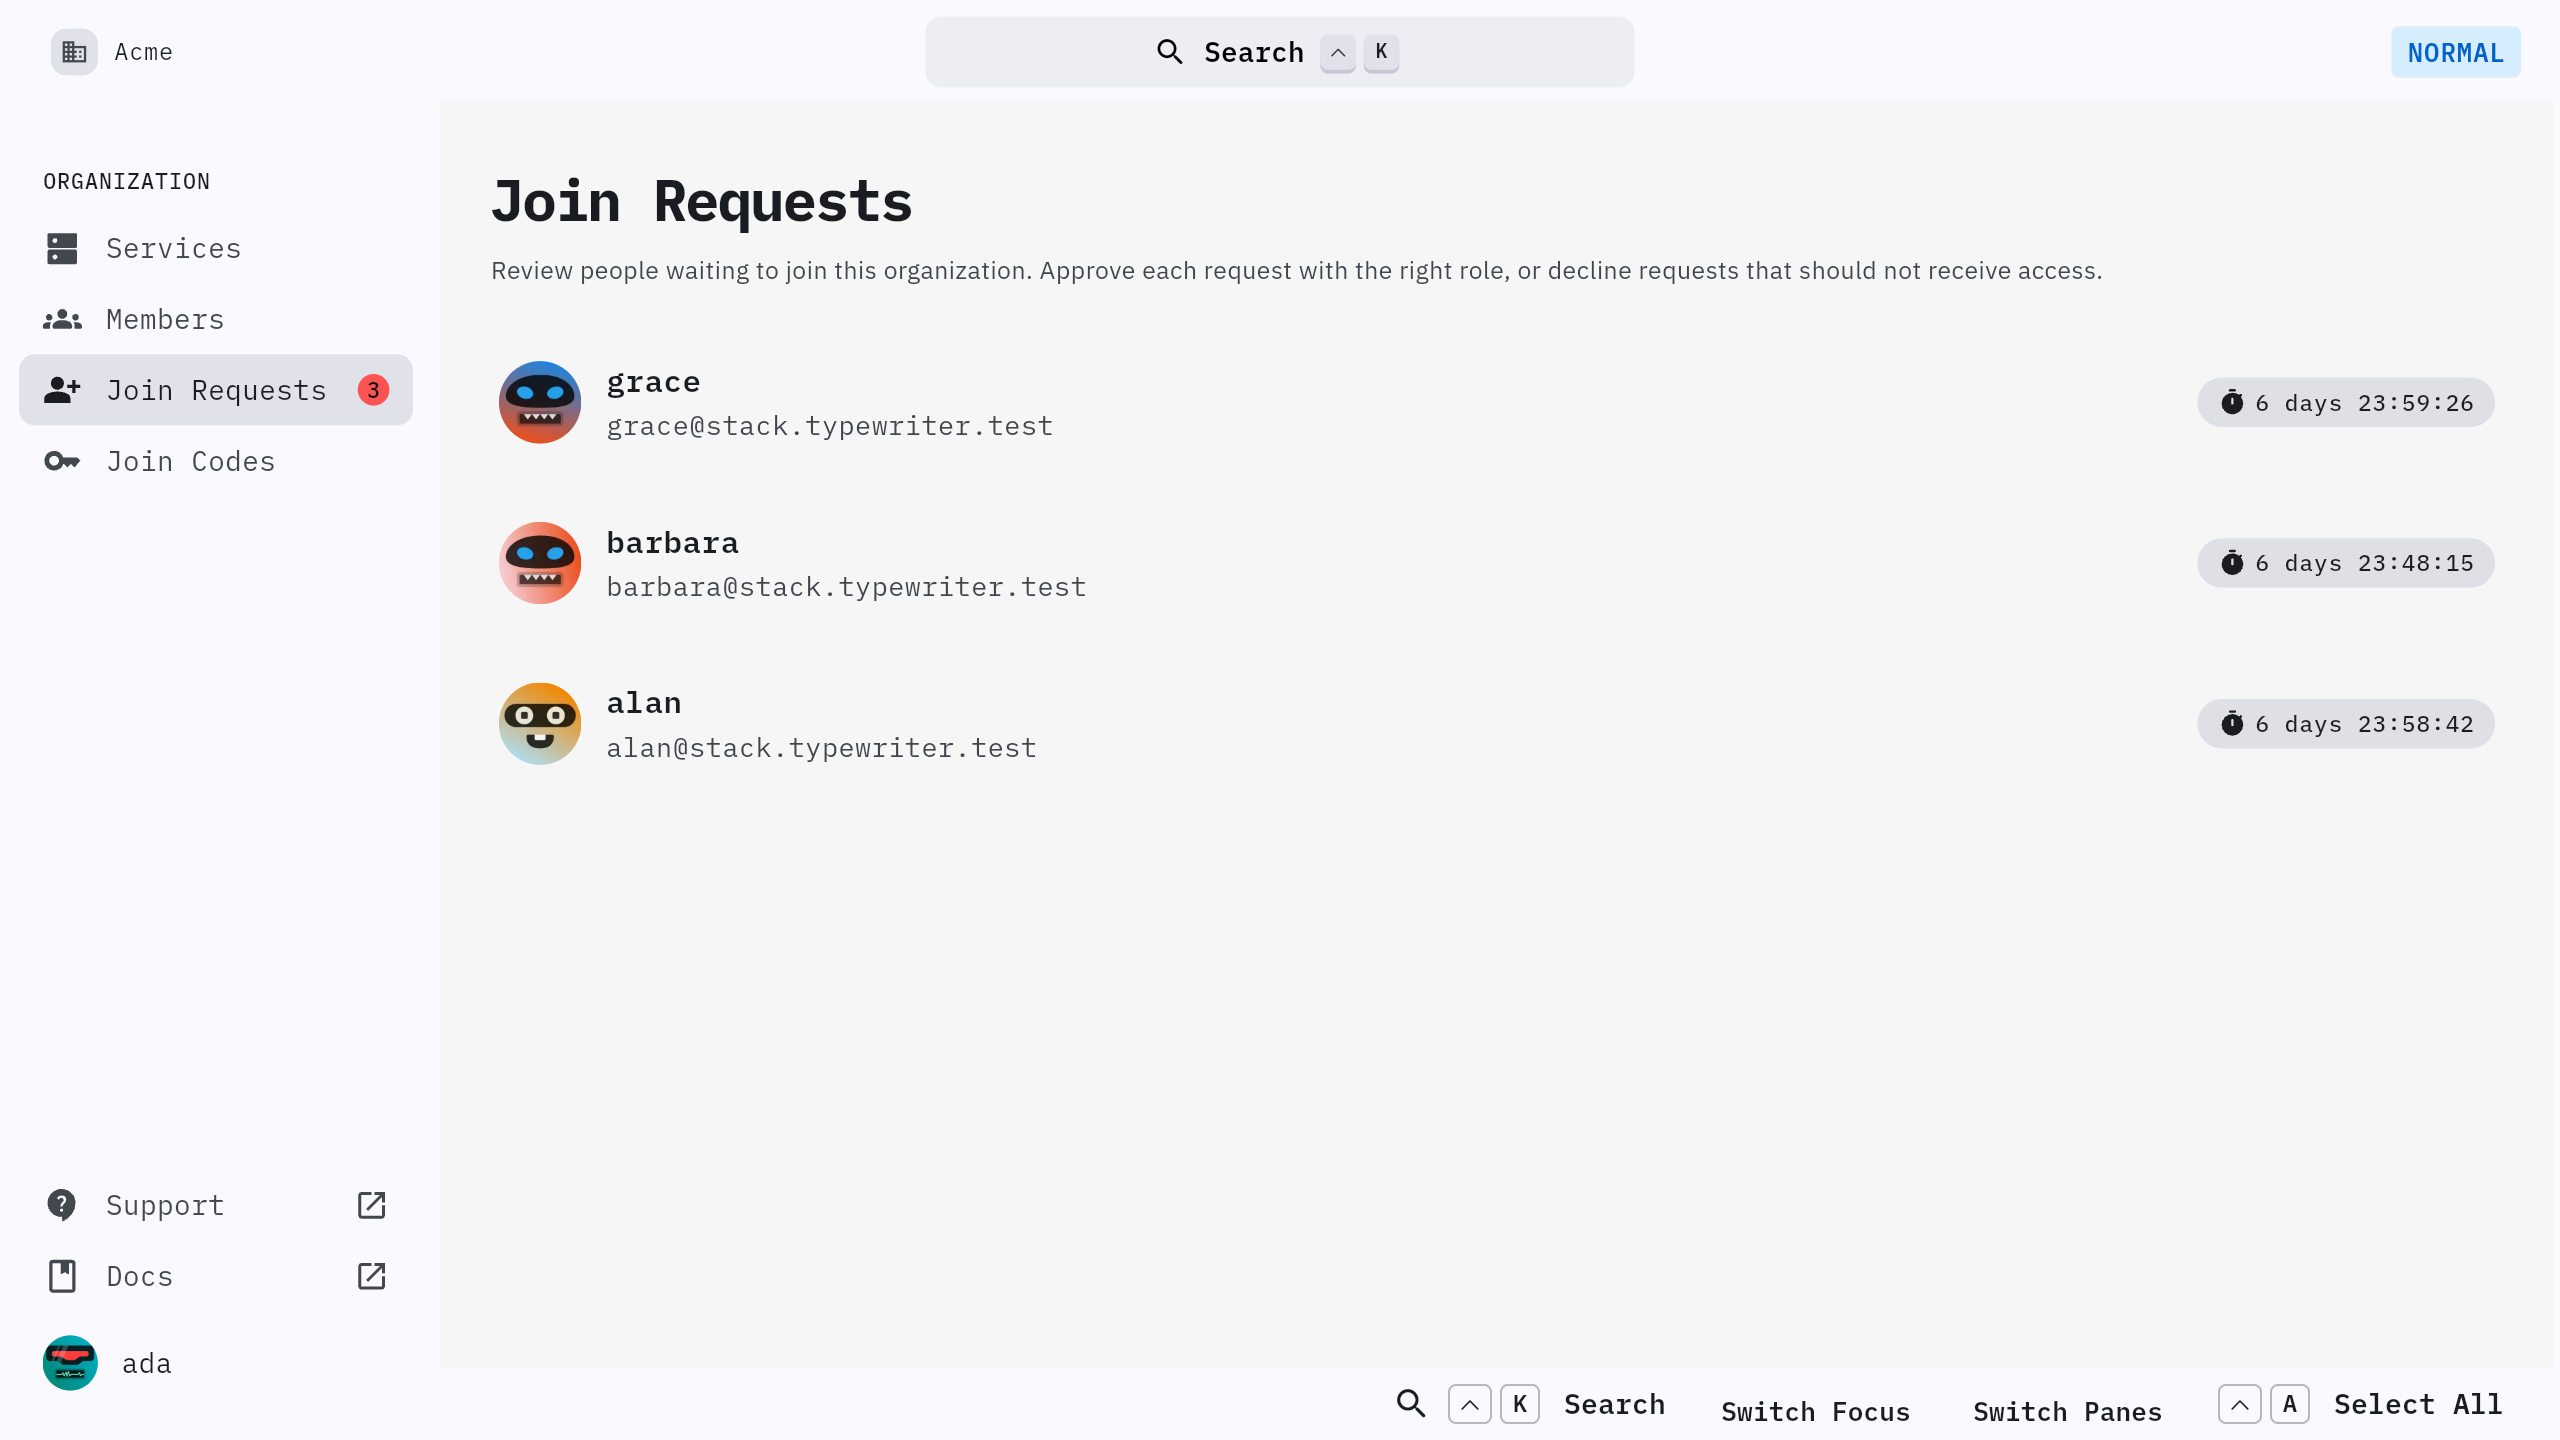 Acme
Search ^ K
NORMAL
ORGANIZATION
Services
Members
Join Requests 3
Join Codes
Join Requests
Review people waiting to join this organization. Approve each request with the right role, or decline requests that should not receive access.
grace
grace@stack.typewriter.test
6 days 23:59:26
barbara
barbara@stack.typewriter.test
6 days 23:48:15
alan
alan@stack.typewriter.test
6 days 23:58:42
Support
Docs
ada
^ K Search
Switch Focus
Switch Panes
^ A Select All